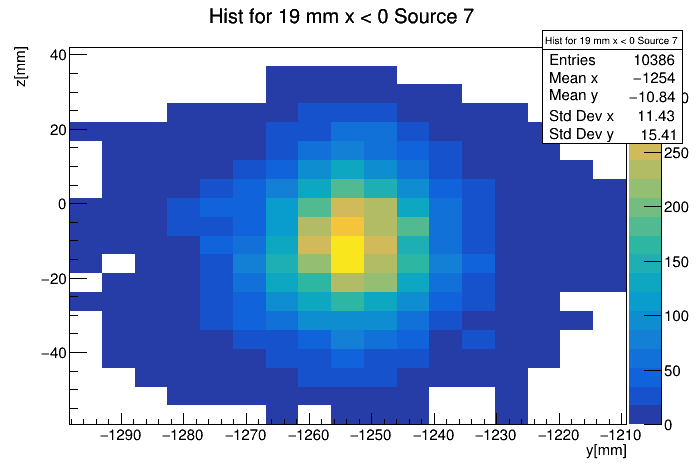 Hist for 19 mm x < 0 Source 7
Hist for 19 mm x < 0 Source 7
Entries 10386
Mean x −1254
Mean y −10.84
Std Dev x 11.43
Std Dev y 15.41
z[mm]
40
20
0
−20
−40
0
250
200
150
100
50
0
−1290 −1280 −1270 −1260 −1250 −1240 −1230 −1220 −1210
y[mm]